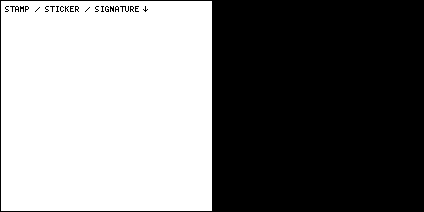 STAMP / STICKER / SIGNATURE ↓